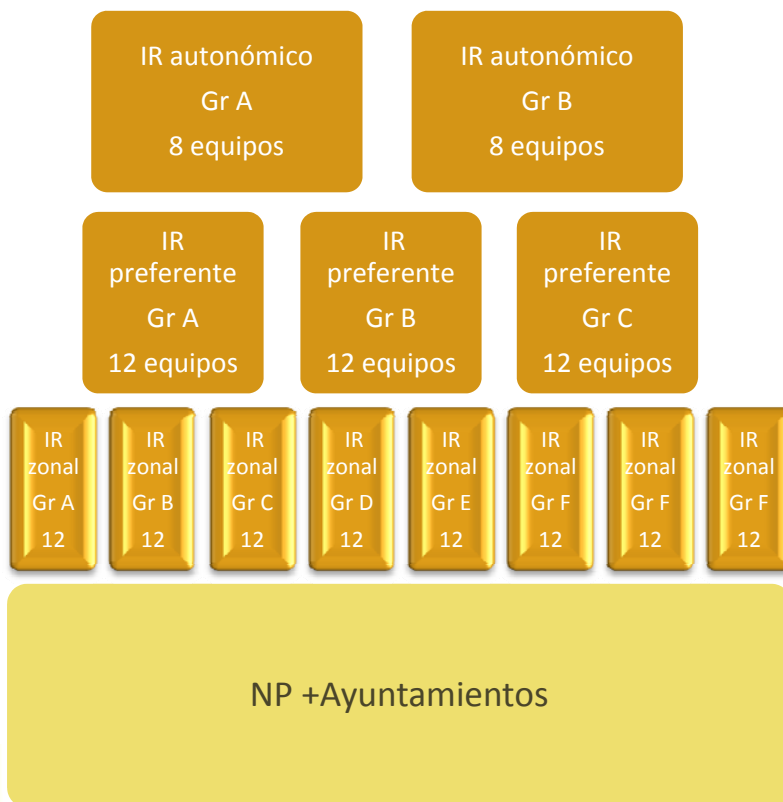 IR autónómico
Gr A
8 equipos
IR autonómico
Gr B
8 equipos
IR
preferente
Gr A
12 equipos
IR
preferente
Gr B
12 equipos
IR
preferente
Gr C
12 equipos
IR
zonal
Gr A
12
IR
zonal
Gr B
12
IR
zonal
Gr C
12
IR
zonal
Gr D
12
IR
zonal
Gr E
12
IR
zonal
Gr F
12
IR
zonal
Gr F
12
IR
zonal
Gr F
12
NP +Ayuntamientos